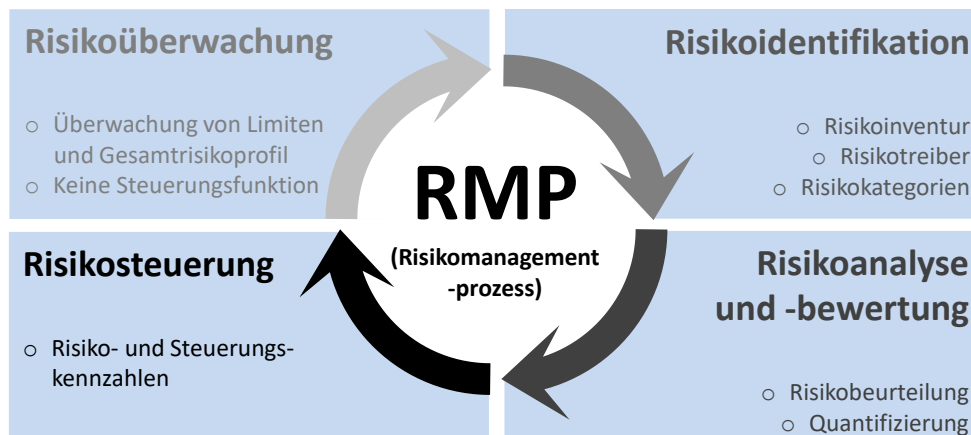 Risikoüberwachung
○ Überwachung von Limiten
und Gesamtrisikoprofil
○ Keine Steuerungsfunktion
Risikoidentifikation
○ Risikoinventur
○ Risikotreiber
○ Risikokategorien
RMP
(Risikomanagement
-prozess)
Risikosteuerung
○ Risiko- und Steuerungs-
kennzahlen
Risikoanalyse
und -bewertung
○ Risikobeurteilung
○ Quantifizierung